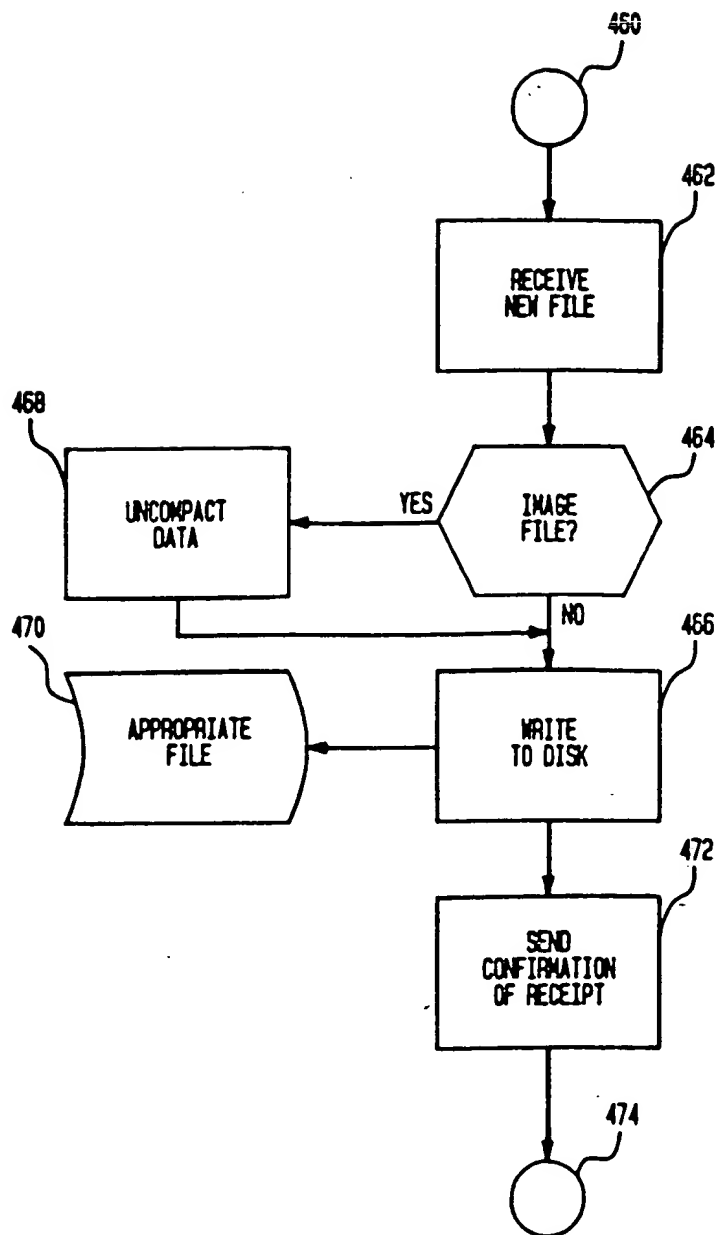 460
462
RECEIVE
NEW FILE
464
IMAGE
FILE?
YES
468
UNCOMPACT
DATA
NO
470
APPROPRIATE
FILE
466
WRITE
TO DISK
472
SEND
CONFIRMATION
OF RECEIPT
474